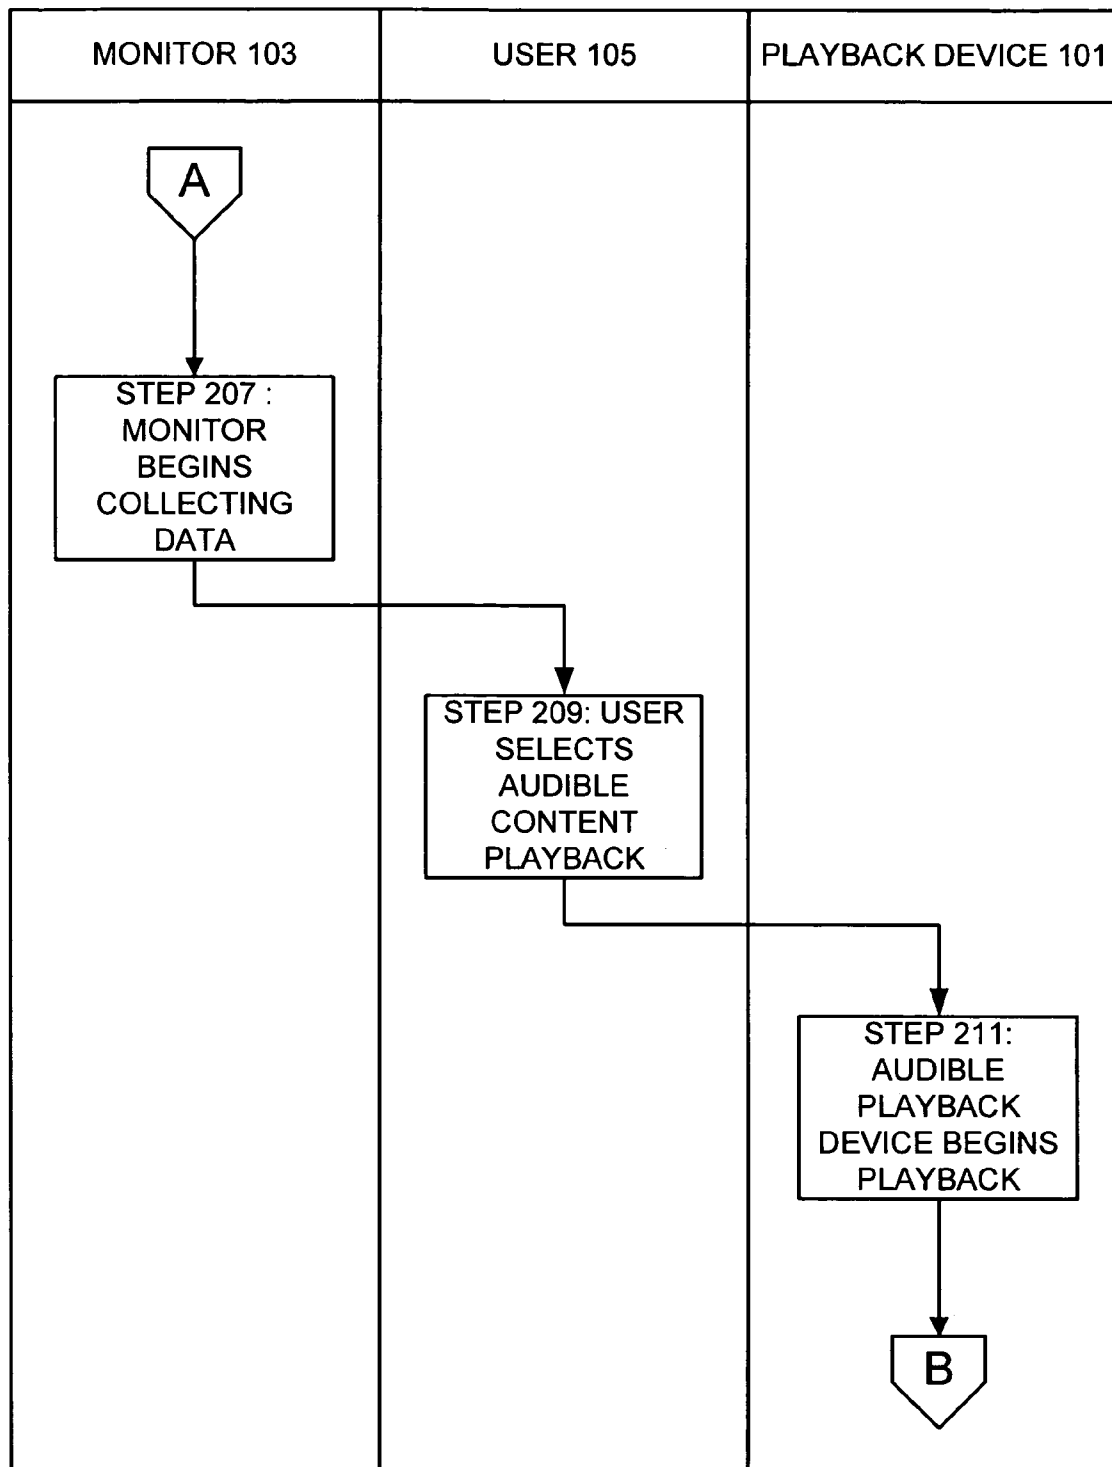 MONITOR 103
USER 105
PLAYBACK DEVICE 101
A
STEP 207 :
MONITOR
BEGINS
COLLECTING
DATA
STEP 209: USER
SELECTS
AUDIBLE
CONTENT
PLAYBACK
STEP 211:
AUDIBLE
PLAYBACK
DEVICE BEGINS
PLAYBACK
B